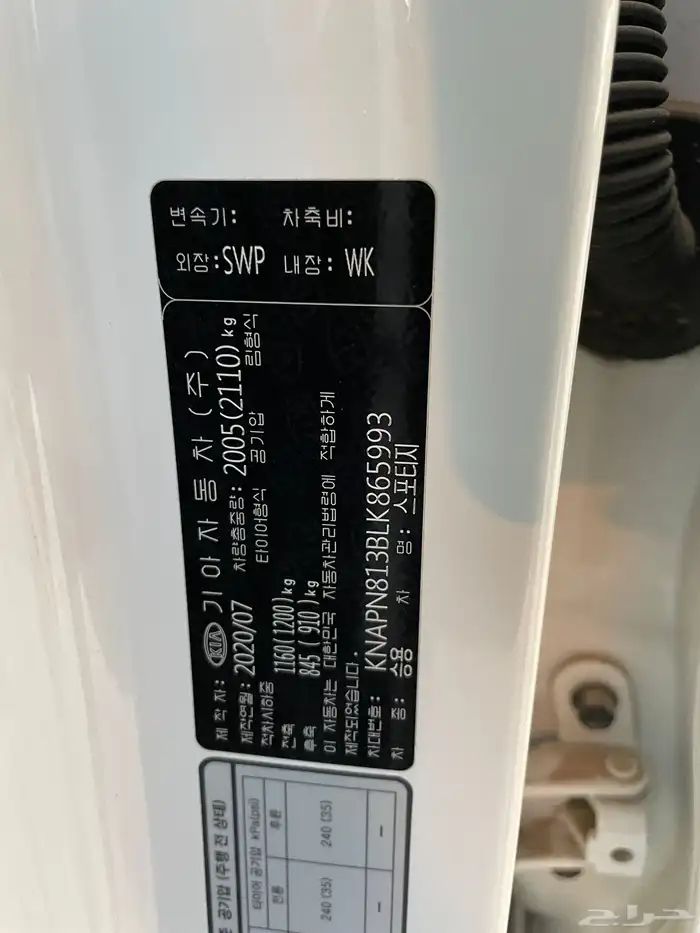 변속기: 차축비:
외장:SWP 내장: WK
제 작 자: KIA 기 아 자 동 차 ( 주 )
제작연월: 2020/07 차량총중량: 2005(2110) kg
적차시하중 타이어형식 공기압 림형식
전축 1160(1200) kg
후축 845 ( 910) kg
이 자동차는 대한민국 자동차관리법령에 적합하게
제작되었습니다.
차대번호: KNAPN813BLK865993
차 종: 승용 차 명: 스포티지
공기압 (주행 전 상태)
타이어 공기압 kPa(psi)
전륜 후륜
240 (35) 240 (35)
– –
حراج